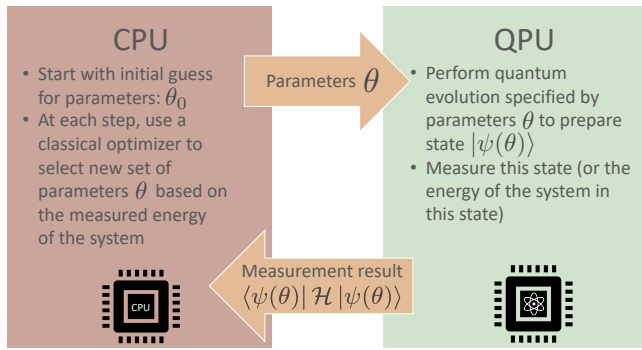 CPU
• Start with initial guess
for parameters: θ₀
• At each step, use a
classical optimizer to
select new set of
parameters θ based on
the measured energy
of the system
CPU
Parameters θ
Measurement result
⟨ψ(θ)| ℋ |ψ(θ)⟩
QPU
• Perform quantum
evolution specified by
parameters θ to prepare
state |ψ(θ)⟩
• Measure this state (or the
energy of the system in
this state)